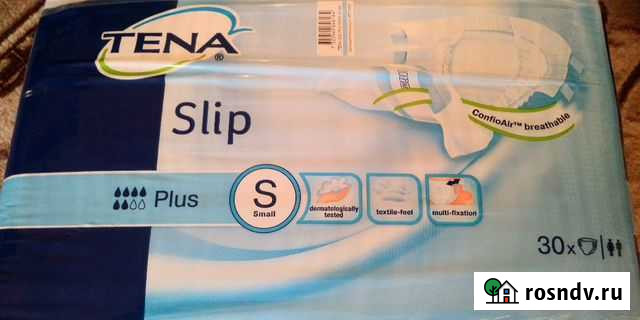 TENA®
Slip
ConfioAir™ breathable
Plus
S
Small
dermatologically
tested
textile-feel
multi-fixation
30x
rosndv.ru